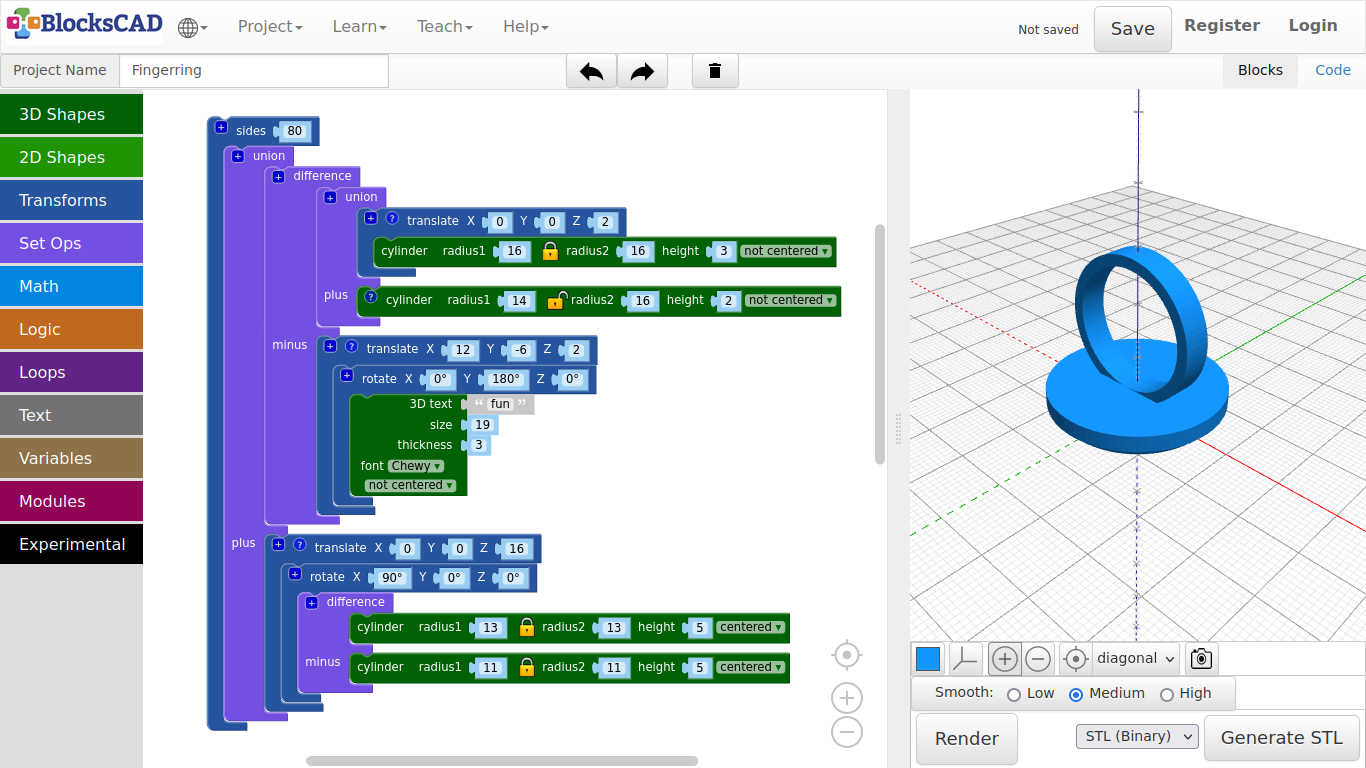 BlocksCAD
Project Learn Teach Help
Not saved Save Register Login
Project Name Fingerring
Blocks Code
3D Shapes
2D Shapes
Transforms
Set Ops
Math
Logic
Loops
Text
Variables
Modules
Experimental
+ sides 80
+ union
+ difference
+ union
+ ? translate X 0 Y 0 Z 2
cylinder radius1 16 radius2 16 height 3 not centered
plus ? cylinder radius1 14 radius2 16 height 2 not centered
minus + ? translate X 12 Y -6 Z 2
+ rotate X 0° Y 180° Z 0°
3D text “ fun ”
size 19
thickness 3
font Chewy
not centered
plus + ? translate X 0 Y 0 Z 16
+ rotate X 90° Y 0° Z 0°
+ difference
cylinder radius1 13 radius2 13 height 5 centered
minus cylinder radius1 11 radius2 11 height 5 centered
diagonal
Smooth: Low Medium High
Render STL (Binary) Generate STL